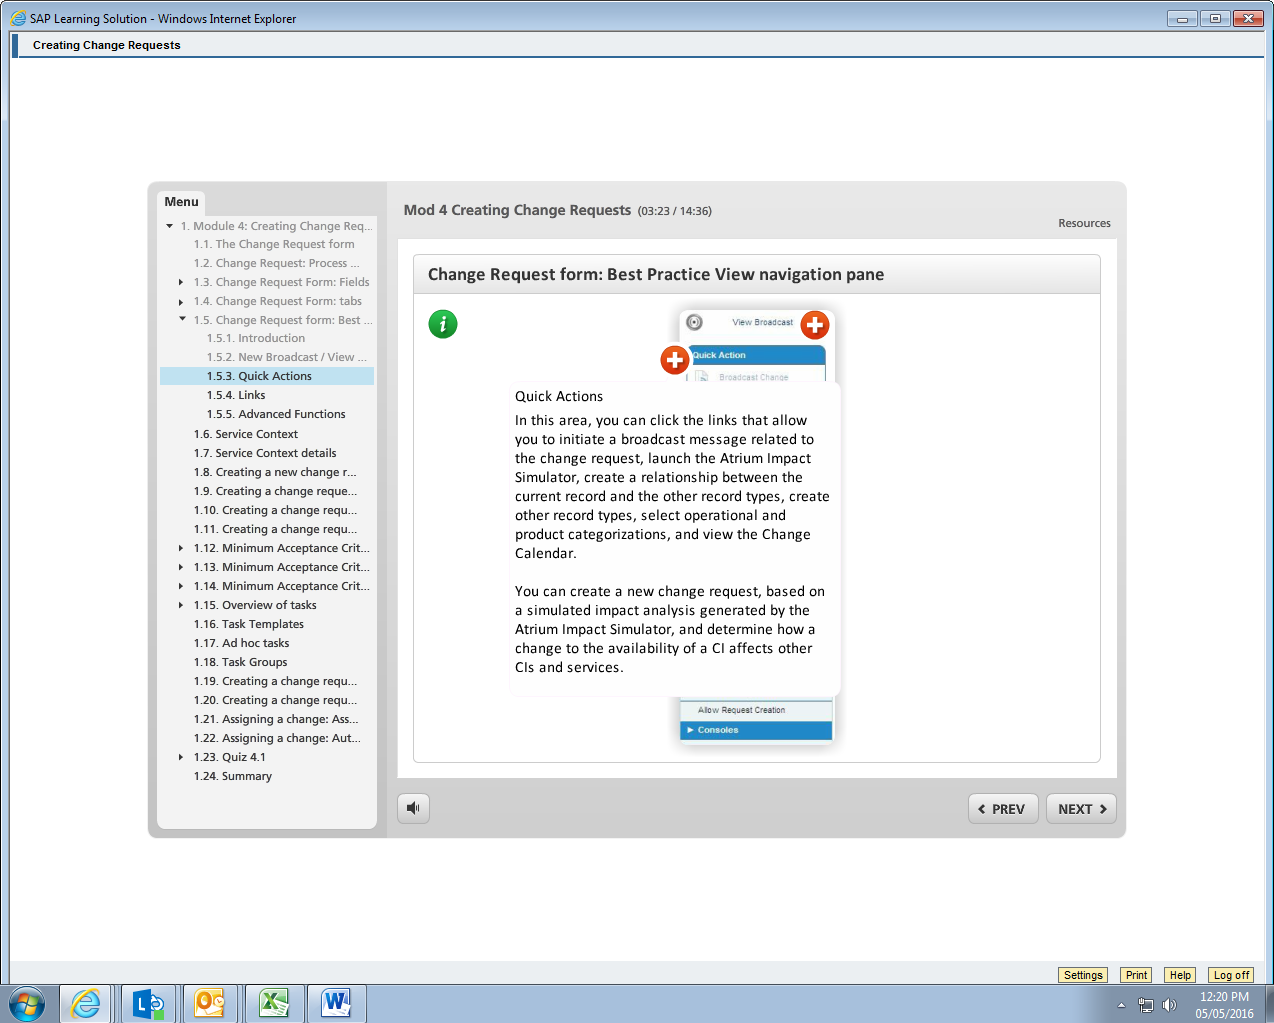 SAP Learning Solution - Windows Internet Explorer
Creating Change Requests
Menu
1. Module 4: Creating Change Req...
1.1. The Change Request form
1.2. Change Request: Process ...
1.3. Change Request Form: Fields
1.4. Change Request Form: tabs
1.5. Change Request form: Best ...
1.5.1. Introduction
1.5.2. New Broadcast / View ...
1.5.3. Quick Actions
1.5.4. Links
1.5.5. Advanced Functions
1.6. Service Context
1.7. Service Context details
1.8. Creating a new change r...
1.9. Creating a change reque...
1.10. Creating a change requ...
1.11. Creating a change requ...
1.12. Minimum Acceptance Crit...
1.13. Minimum Acceptance Crit...
1.14. Minimum Acceptance Crit...
1.15. Overview of tasks
1.16. Task Templates
1.17. Ad hoc tasks
1.18. Task Groups
1.19. Creating a change requ...
1.20. Creating a change requ...
1.21. Assigning a change: Ass...
1.22. Assigning a change: Aut...
1.23. Quiz 4.1
1.24. Summary
Mod 4 Creating Change Requests (03:23 / 14:36)
Resources
Change Request form: Best Practice View navigation pane
View Broadcast
Quick Action
Broadcast Change
Quick Actions
In this area, you can click the links that allow
you to initiate a broadcast message related to
the change request, launch the Atrium Impact
Simulator, create a relationship between the
current record and the other record types, create
other record types, select operational and
product categorizations, and view the Change
Calendar.
You can create a new change request, based on
a simulated impact analysis generated by the
Atrium Impact Simulator, and determine how a
change to the availability of a CI affects other
CIs and services.
Allow Request Creation
Consoles
PREV
NEXT
Settings
Print
Help
Log off
12:20 PM
05/05/2016